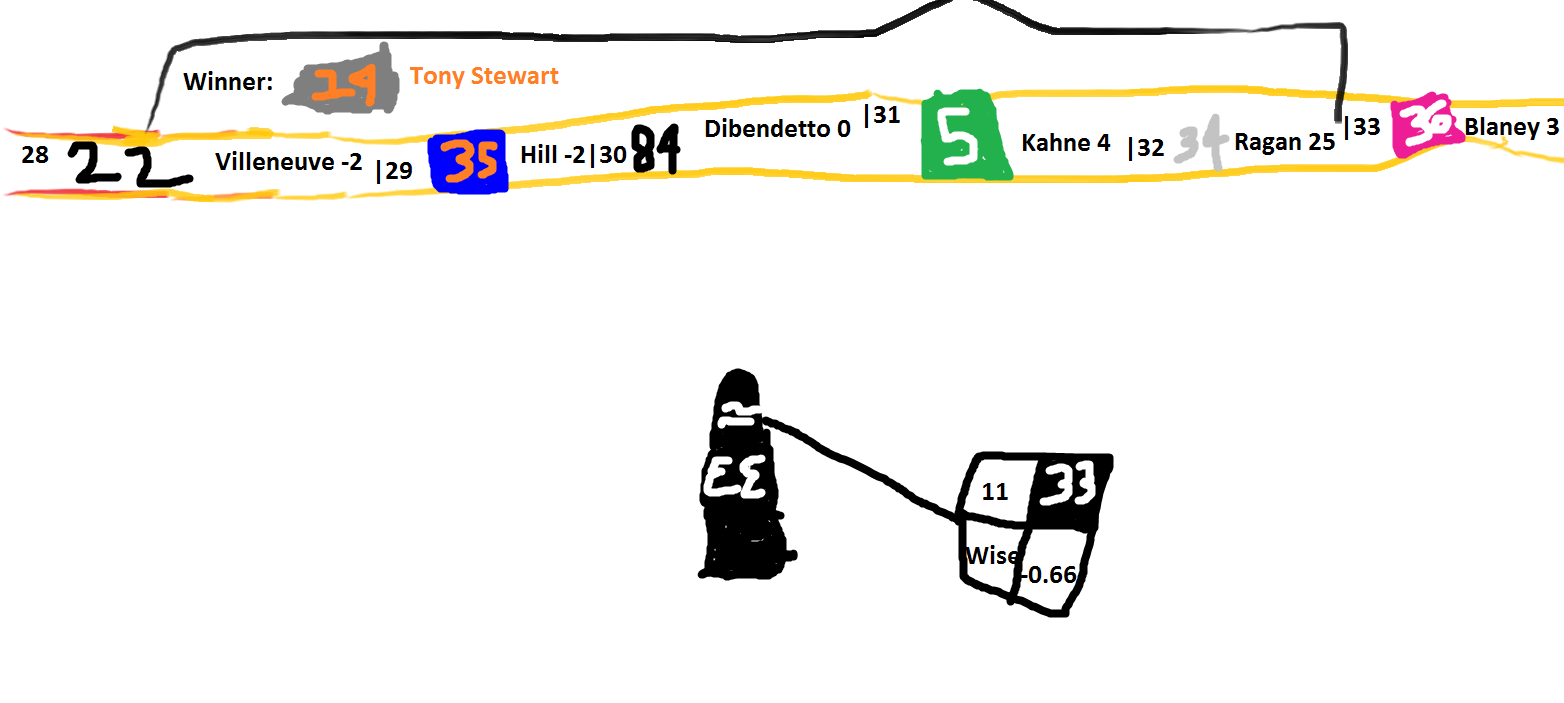 Winner: 14 Tony Stewart
28 22 Villeneuve -2 |29 35 Hill -2|30 84 Dibendetto 0 |31 5 Kahne 4 |32 34 Ragan 25 |33 36 Blaney 3
33
11 33
Wise -0.66